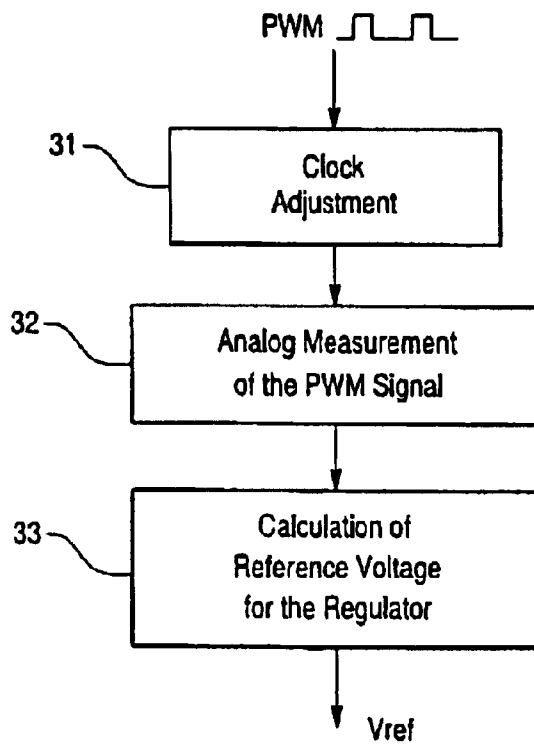 PWM
31
Clock
Adjustment
32
Analog Measurement
of the PWM Signal
33
Calculation of
Reference Voltage
for the Regulator
Vref